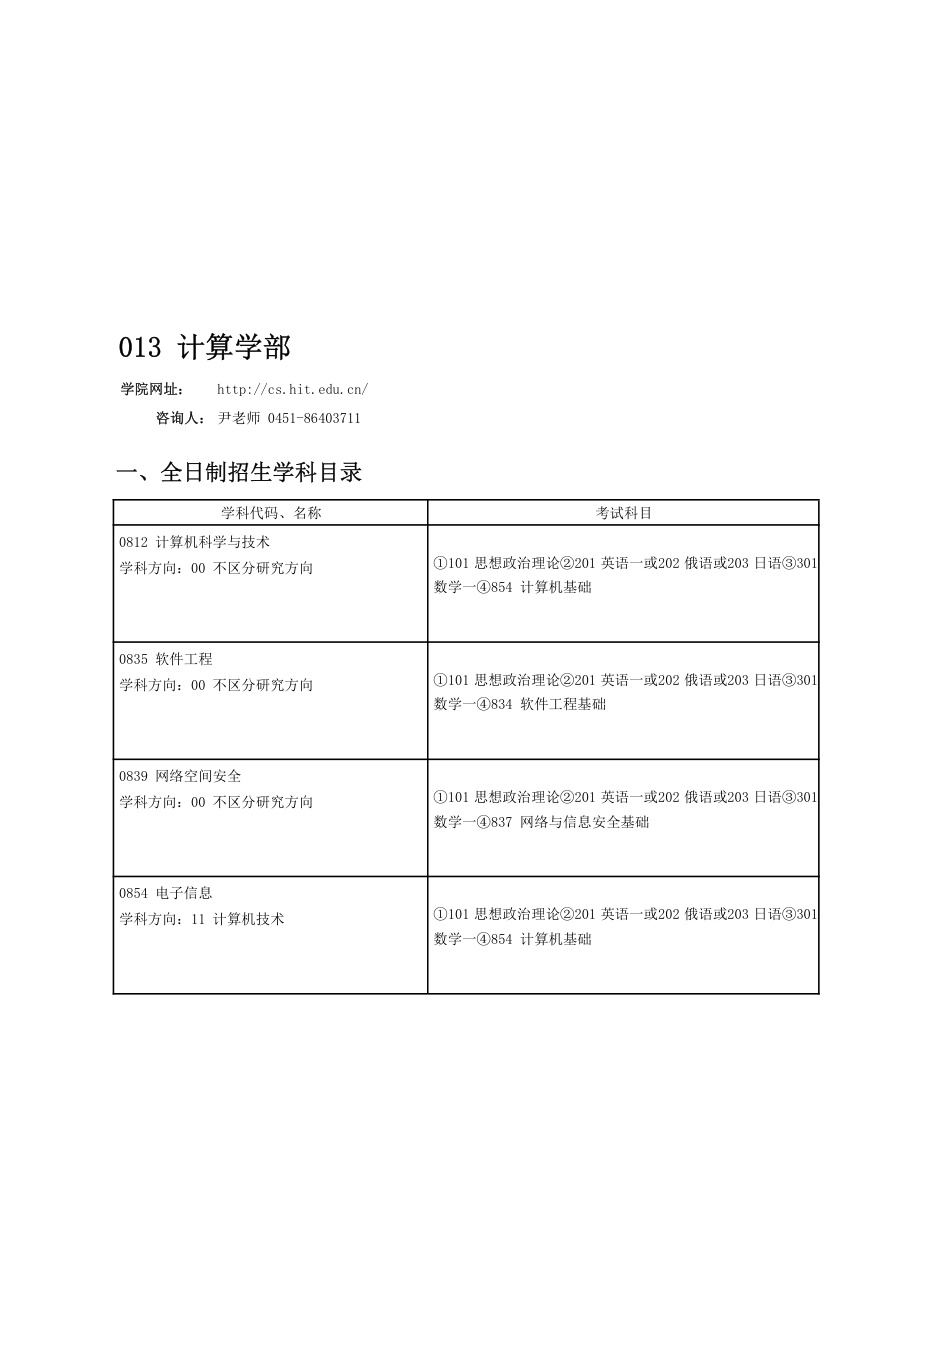 013 计算学部
学院网址： http://cs.hit.edu.cn/
咨询人： 尹老师 0451-86403711
一、全日制招生学科目录
学科代码、名称 考试科目
0812 计算机科学与技术
学科方向：00 不区分研究方向
①101 思想政治理论②201 英语一或202 俄语或203 日语③301
数学一④854 计算机基础
0835 软件工程
学科方向：00 不区分研究方向
①101 思想政治理论②201 英语一或202 俄语或203 日语③301
数学一④834 软件工程基础
0839 网络空间安全
学科方向：00 不区分研究方向
①101 思想政治理论②201 英语一或202 俄语或203 日语③301
数学一④837 网络与信息安全基础
0854 电子信息
学科方向：11 计算机技术
①101 思想政治理论②201 英语一或202 俄语或203 日语③301
数学一④854 计算机基础